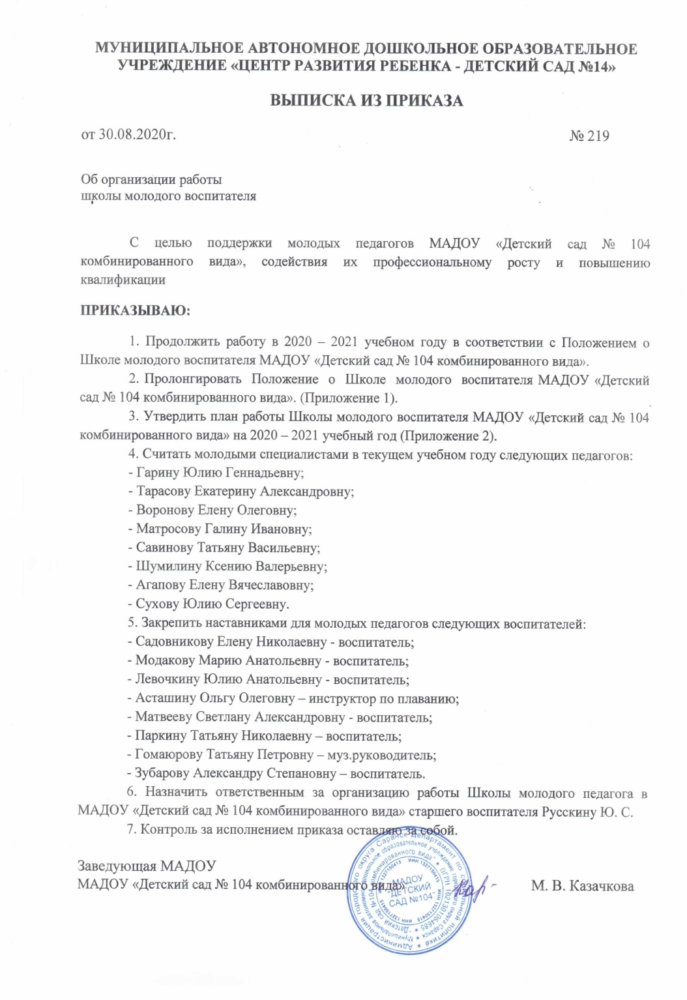 МУНИЦИПАЛЬНОЕ АВТОНОМНОЕ ДОШКОЛЬНОЕ ОБРАЗОВАТЕЛЬНОЕ
УЧРЕЖДЕНИЕ «ЦЕНТР РАЗВИТИЯ РЕБЕНКА - ДЕТСКИЙ САД №14»
ВЫПИСКА ИЗ ПРИКАЗА
от 30.08.2020г. № 219
Об организации работы
школы молодого воспитателя
С целью поддержки молодых педагогов МАДОУ «Детский сад № 104
комбинированного вида», содействия их профессиональному росту и повышению
квалификации
ПРИКАЗЫВАЮ:
1. Продолжить работу в 2020 – 2021 учебном году в соответствии с Положением о
Школе молодого воспитателя МАДОУ «Детский сад № 104 комбинированного вида».
2. Пролонгировать Положение о Школе молодого воспитателя МАДОУ «Детский
сад № 104 комбинированного вида». (Приложение 1).
3. Утвердить план работы Школы молодого воспитателя МАДОУ «Детский сад № 104
комбинированного вида» на 2020 – 2021 учебный год (Приложение 2).
4. Считать молодыми специалистами в текущем учебном году следующих педагогов:
- Гарину Юлию Геннадьевну;
- Тарасову Екатерину Александровну;
- Воронову Елену Олеговну;
- Матросову Галину Ивановну;
- Савинову Татьяну Васильевну;
- Шумилину Ксению Валерьевну;
- Агапову Елену Вячеславовну;
- Сухову Юлию Сергеевну.
5. Закрепить наставниками для молодых педагогов следующих воспитателей:
- Садовникову Елену Николаевну - воспитатель;
- Модакову Марию Анатольевну - воспитатель;
- Левочкину Юлию Анатольевну - воспитатель;
- Асташину Ольгу Олеговну – инструктор по плаванию;
- Матвееву Светлану Александровну - воспитатель;
- Паркину Татьяну Николаевну – воспитатель;
- Гомаюрову Татьяну Петровну – муз.руководитель;
- Зубарову Александру Степановну – воспитатель.
6. Назначить ответственным за организацию работы Школы молодого педагога в
МАДОУ «Детский сад № 104 комбинированного вида» старшего воспитателя Русскину Ю. С.
7. Контроль за исполнением приказа оставляю за собой.
Заведующая МАДОУ
МАДОУ «Детский сад № 104 комбинированного вида» М. В. Казачкова
МАДОУ
"ДЕТСКИЙ
САД №104"